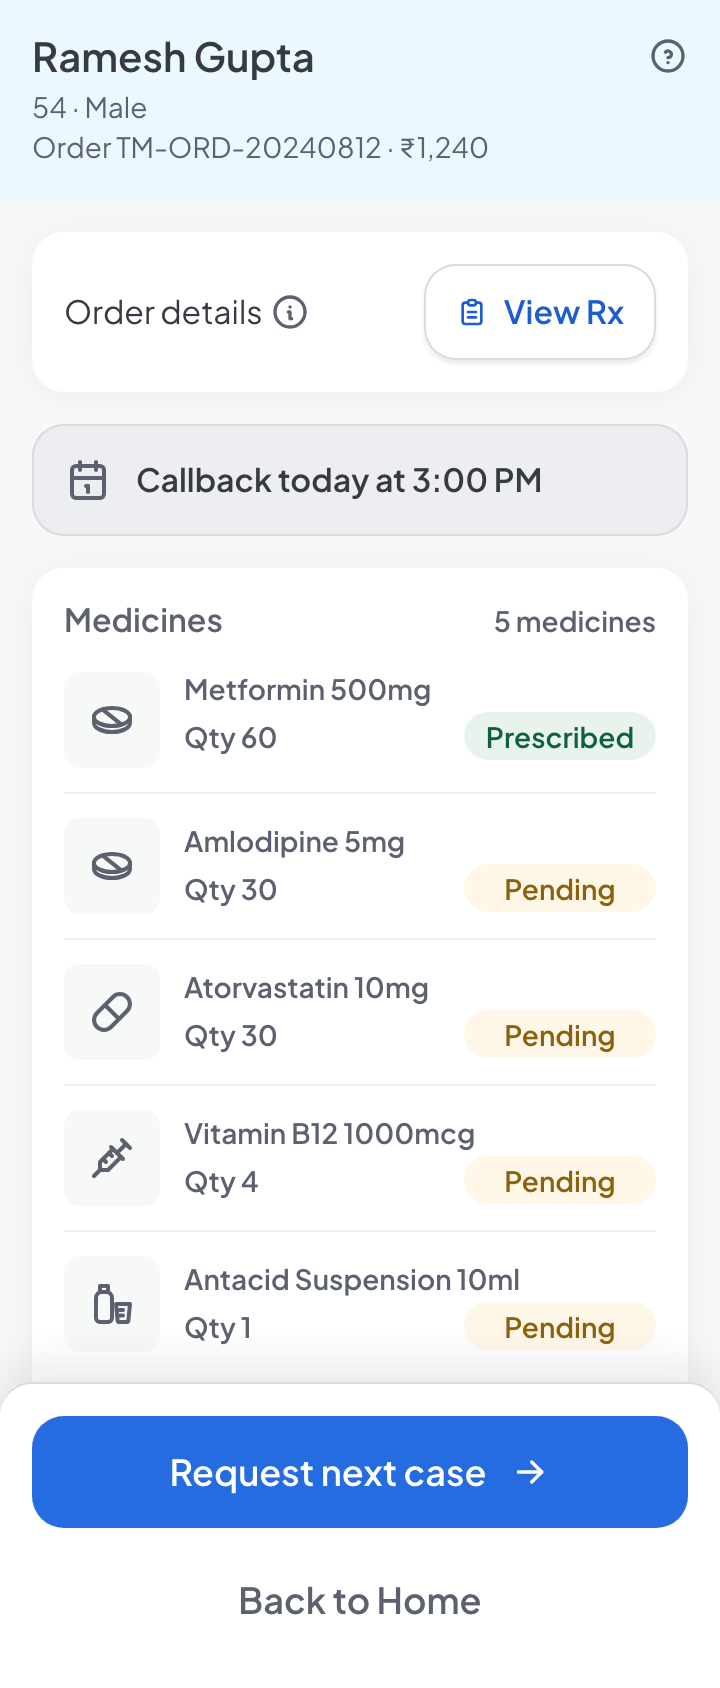 Ramesh Gupta
54 · Male
Order TM-ORD-20240812 · ₹1,240
Order details
View Rx
Callback today at 3:00 PM
Medicines
5 medicines
Metformin 500mg
Qty 60
Prescribed
Amlodipine 5mg
Qty 30
Pending
Atorvastatin 10mg
Qty 30
Pending
Vitamin B12 1000mcg
Qty 4
Pending
Antacid Suspension 10ml
Qty 1
Pending
Request next case
Back to Home